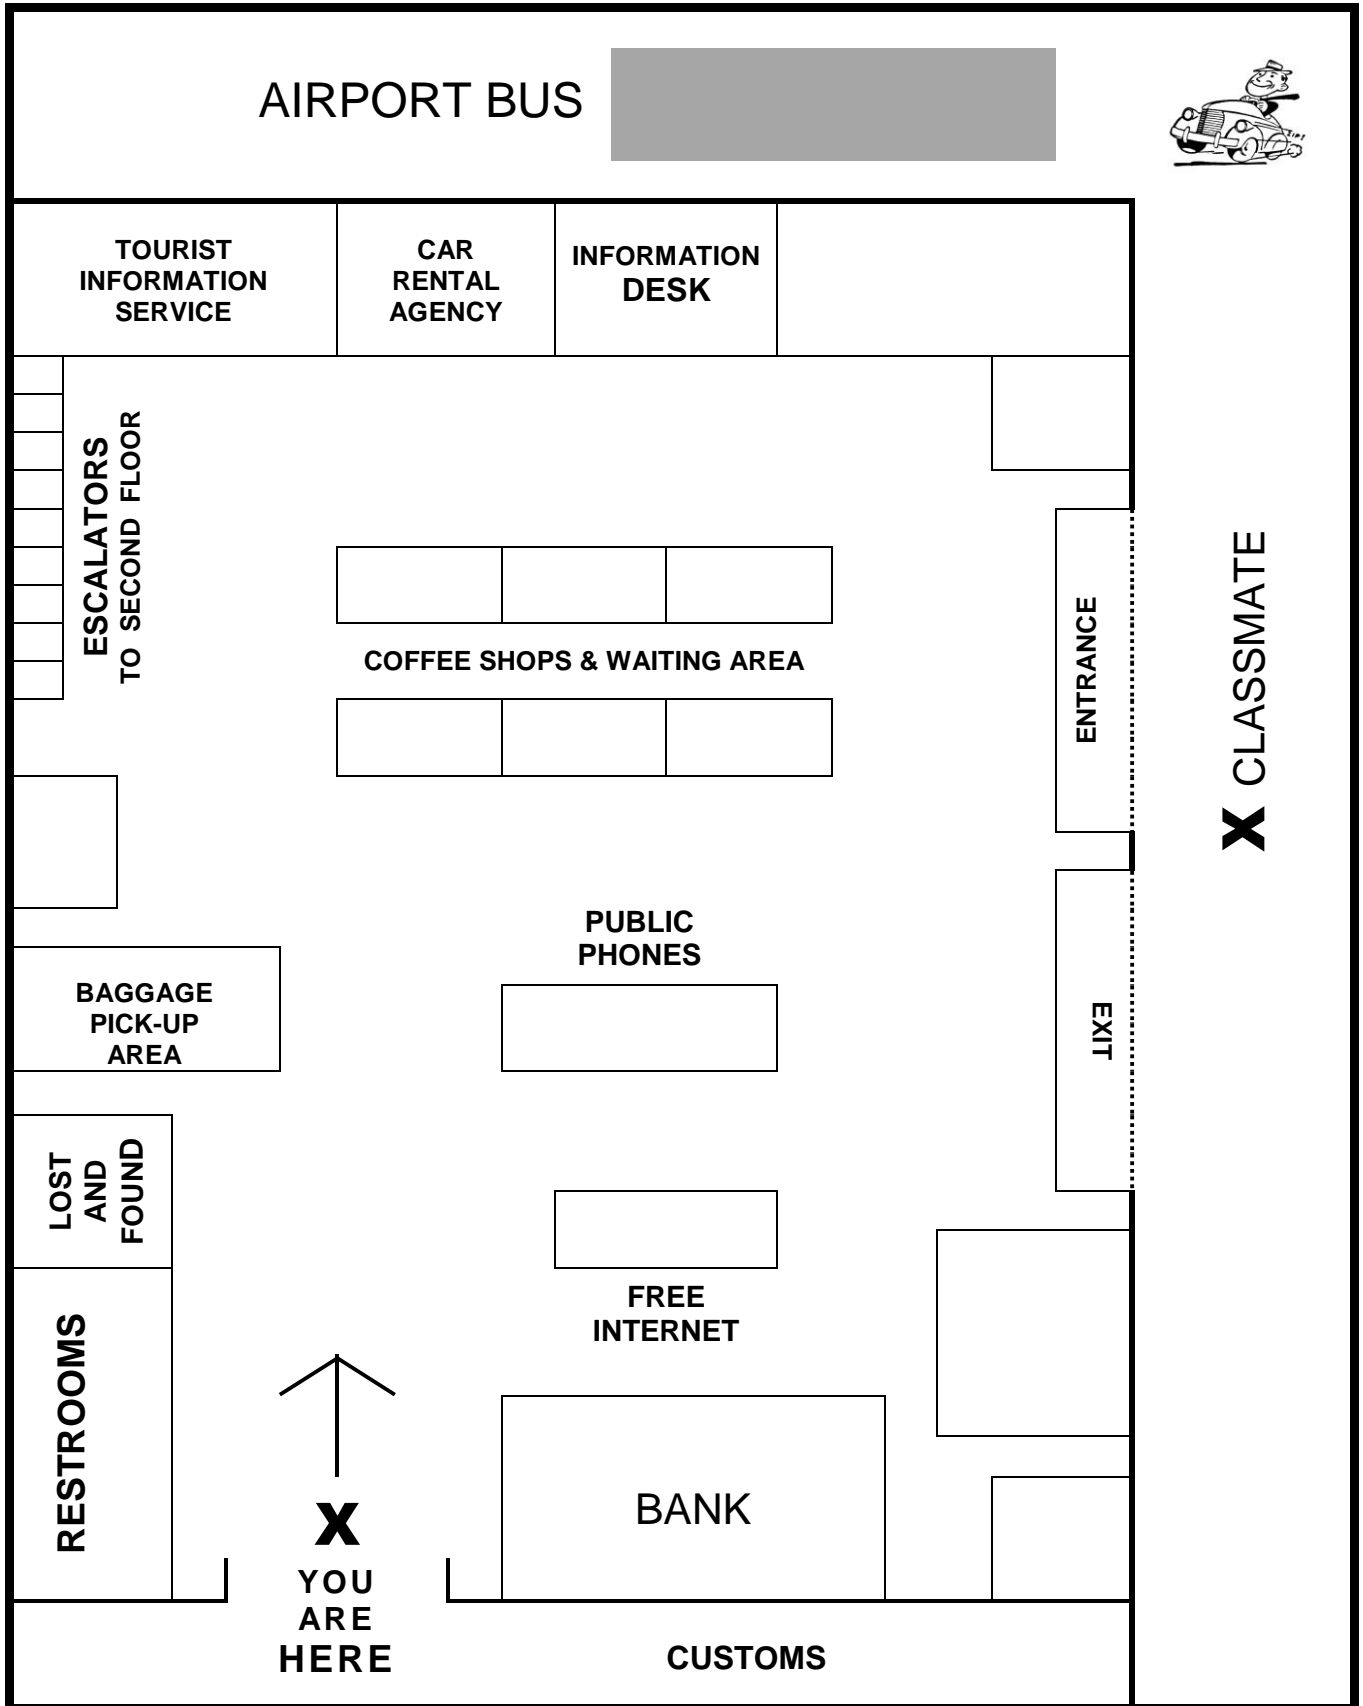 AIRPORT BUS
TOURIST
INFORMATION
SERVICE
CAR
RENTAL
AGENCY
INFORMATION
DESK
ESCALATORS
TO SECOND FLOOR
COFFEE SHOPS & WAITING AREA
ENTRANCE
X CLASSMATE
PUBLIC
PHONES
BAGGAGE
PICK-UP
AREA
EXIT
LOST
AND
FOUND
FREE
INTERNET
RESTROOMS
BANK
X
YOU
ARE
HERE
CUSTOMS